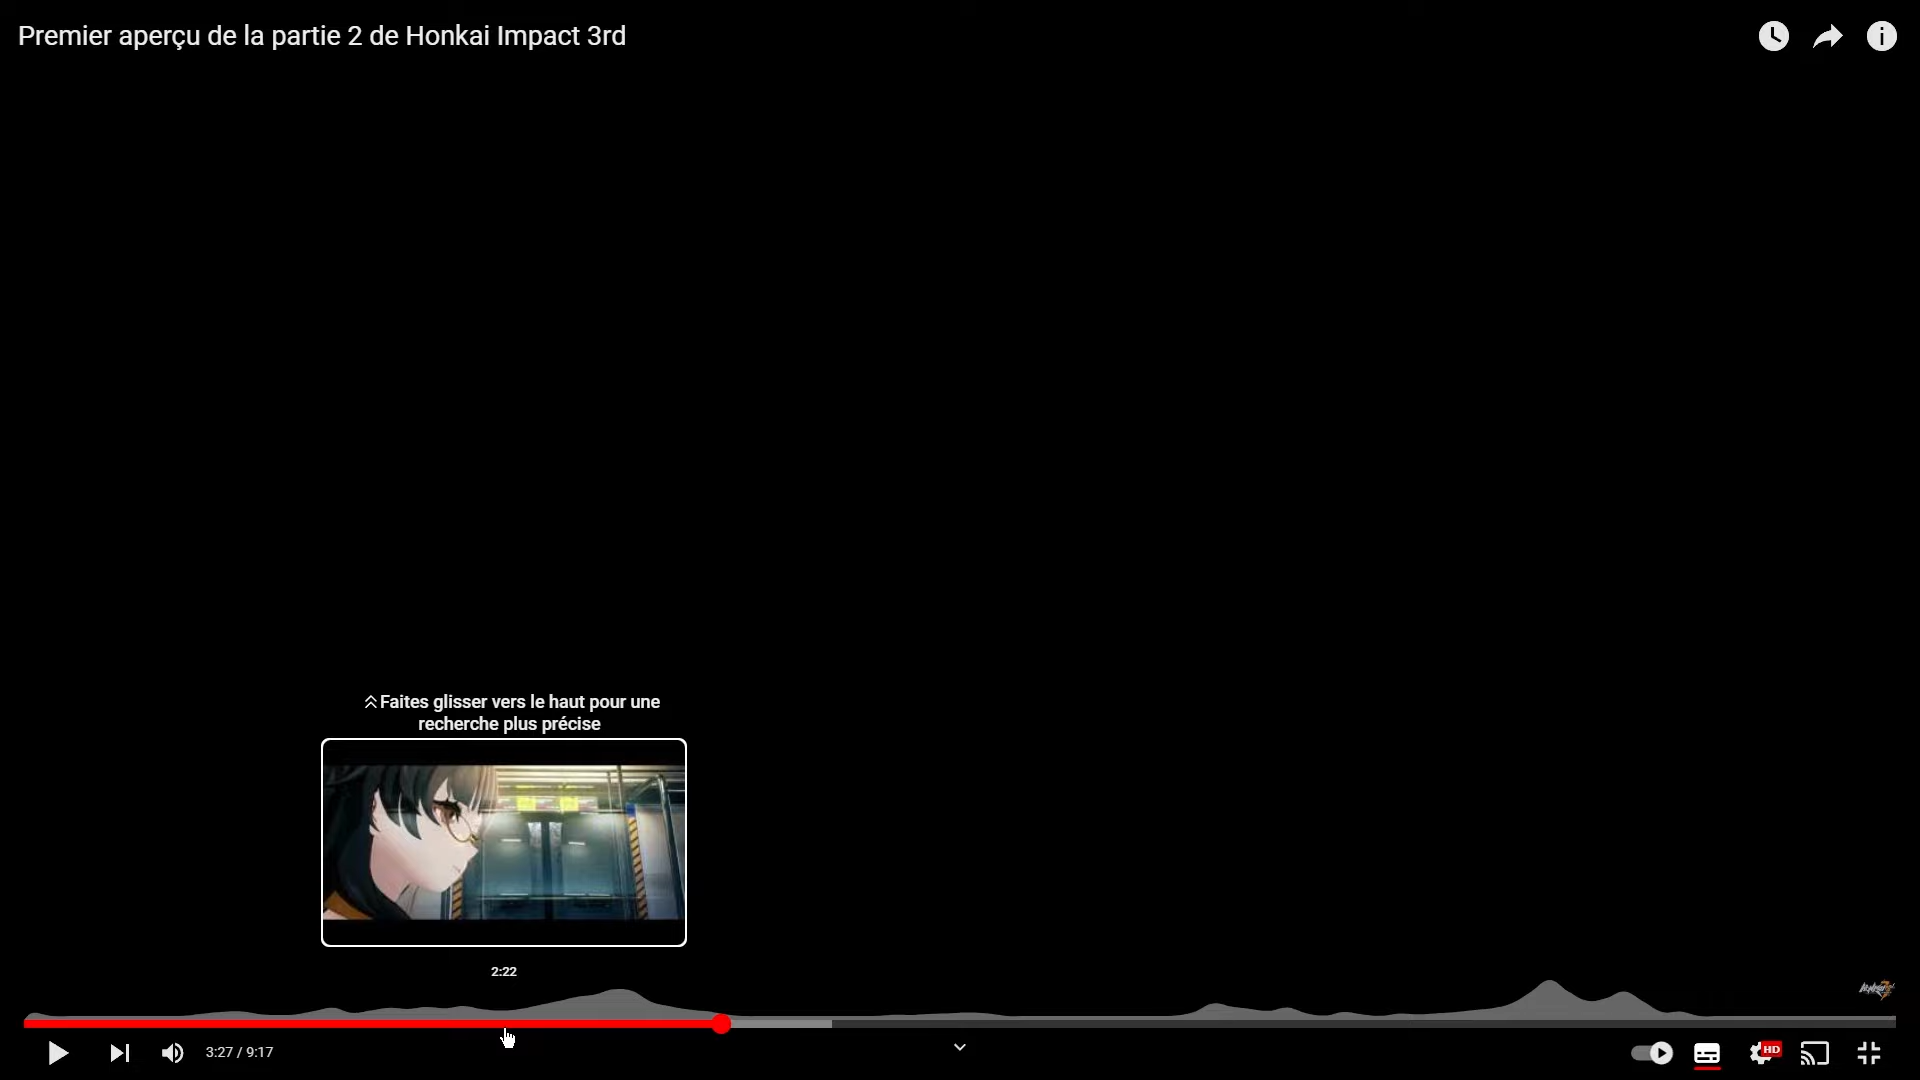 Premier aperçu de la partie 2 de Honkai Impact 3rd
Faites glisser vers le haut pour une
recherche plus précise
2:22
3:27 / 9:17
HD